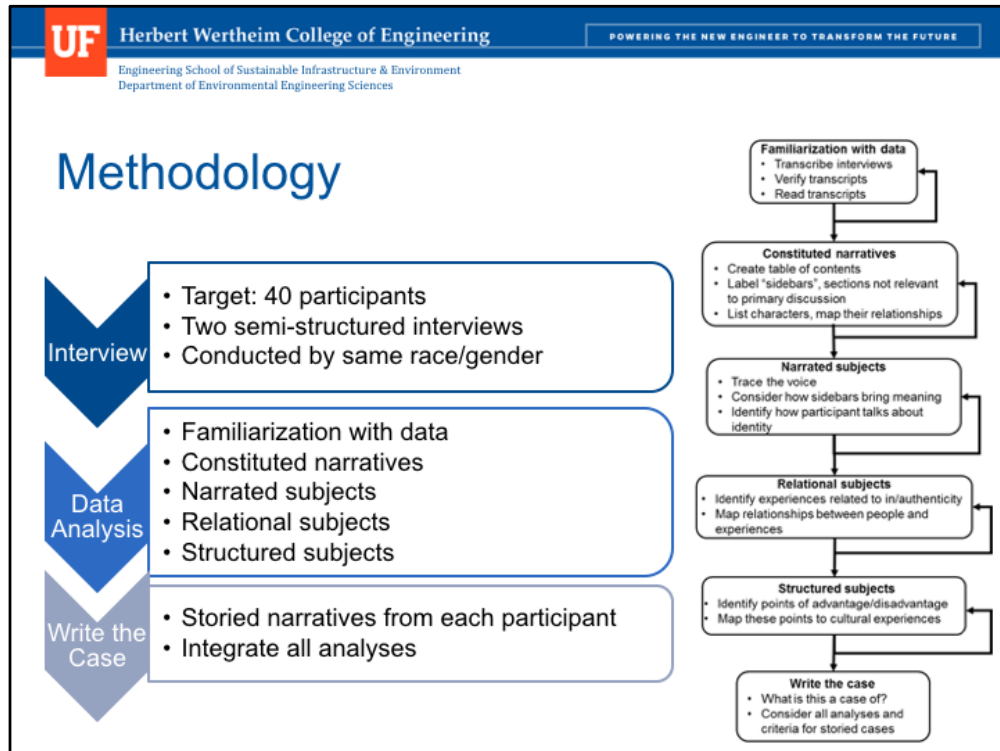 UF
Herbert Wertheim College of Engineering
POWERING THE NEW ENGINEER TO TRANSFORM THE FUTURE
Engineering School of Sustainable Infrastructure & Environment
Department of Environmental Engineering Sciences
Methodology
Interview
• Target: 40 participants
• Two semi-structured interviews
• Conducted by same race/gender
Data
Analysis
• Familiarization with data
• Constituted narratives
• Narrated subjects
• Relational subjects
• Structured subjects
Write the
Case
• Storied narratives from each participant
• Integrate all analyses
Familiarization with data
• Transcribe interviews
• Verify transcripts
• Read transcripts
Constituted narratives
• Create table of contents
• Label “sidebars”, sections not relevant
to primary discussion
• List characters, map their relationships
Narrated subjects
• Trace the voice
• Consider how sidebars bring meaning
• Identify how participant talks about
identity
Relational subjects
• Identify experiences related to in/authenticity
• Map relationships between people and
experiences
Structured subjects
• Identify points of advantage/disadvantage
• Map these points to cultural experiences
Write the case
• What is this a case of?
• Consider all analyses and
criteria for storied cases